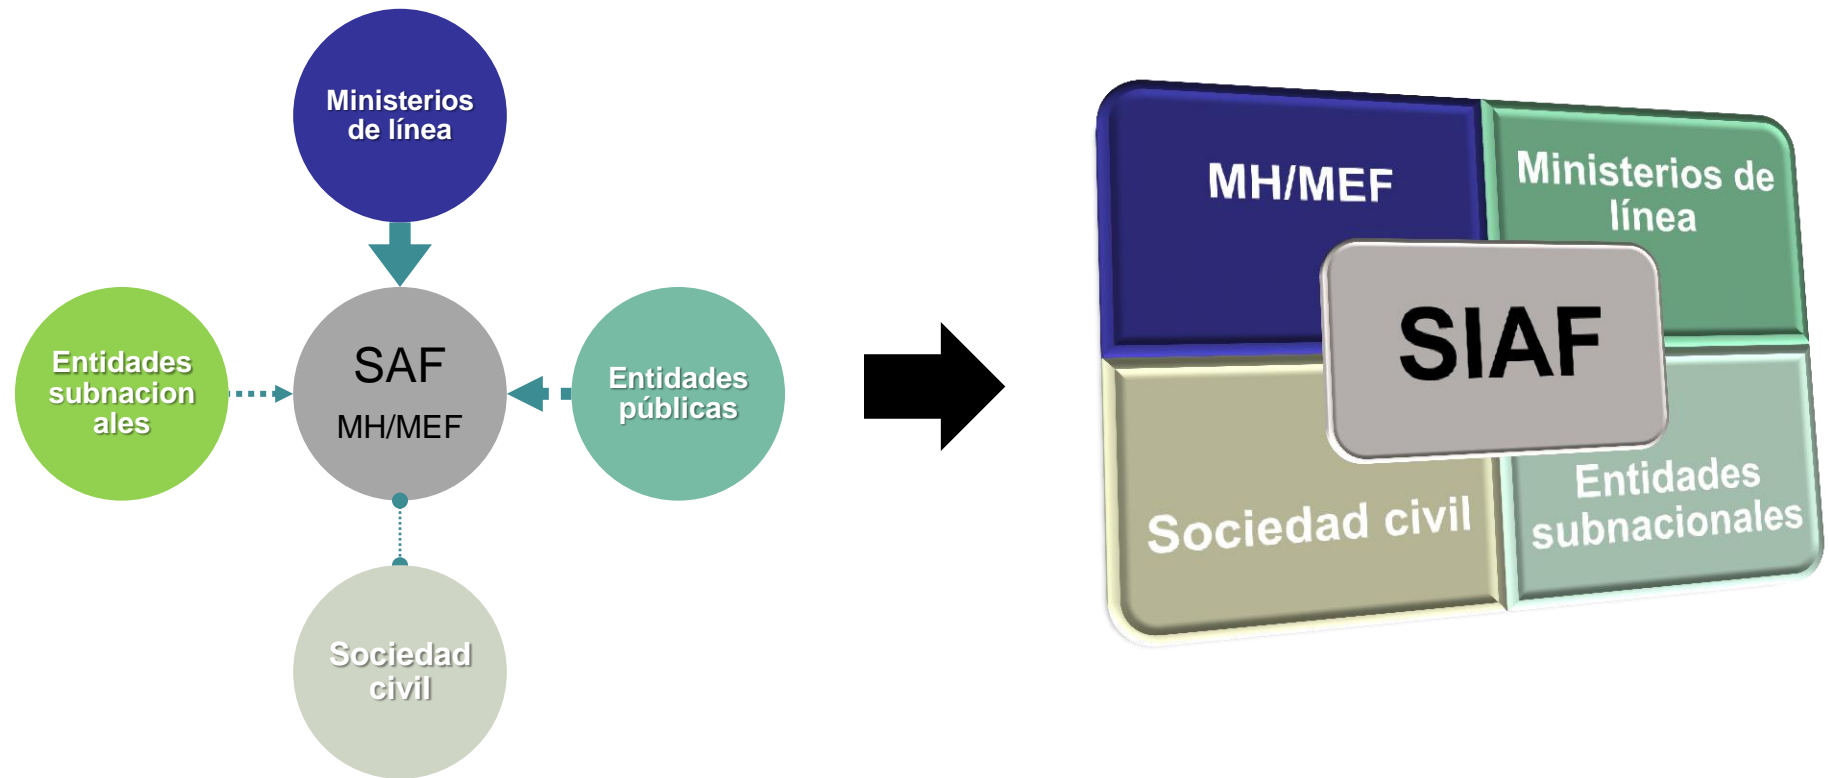 Ministerios
de línea
Entidades
subnacion
ales
SAF
MH/MEF
Entidades
públicas
Sociedad
civil
MH/MEF
Ministerios de
línea
SIAF
Sociedad civil
Entidades
subnacionales